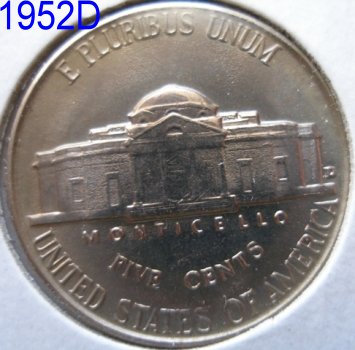 1952D
E PLURIBUS UNUM
D
MONTICELLO
FIVE CENTS
UNITED STATES OF AMERICA